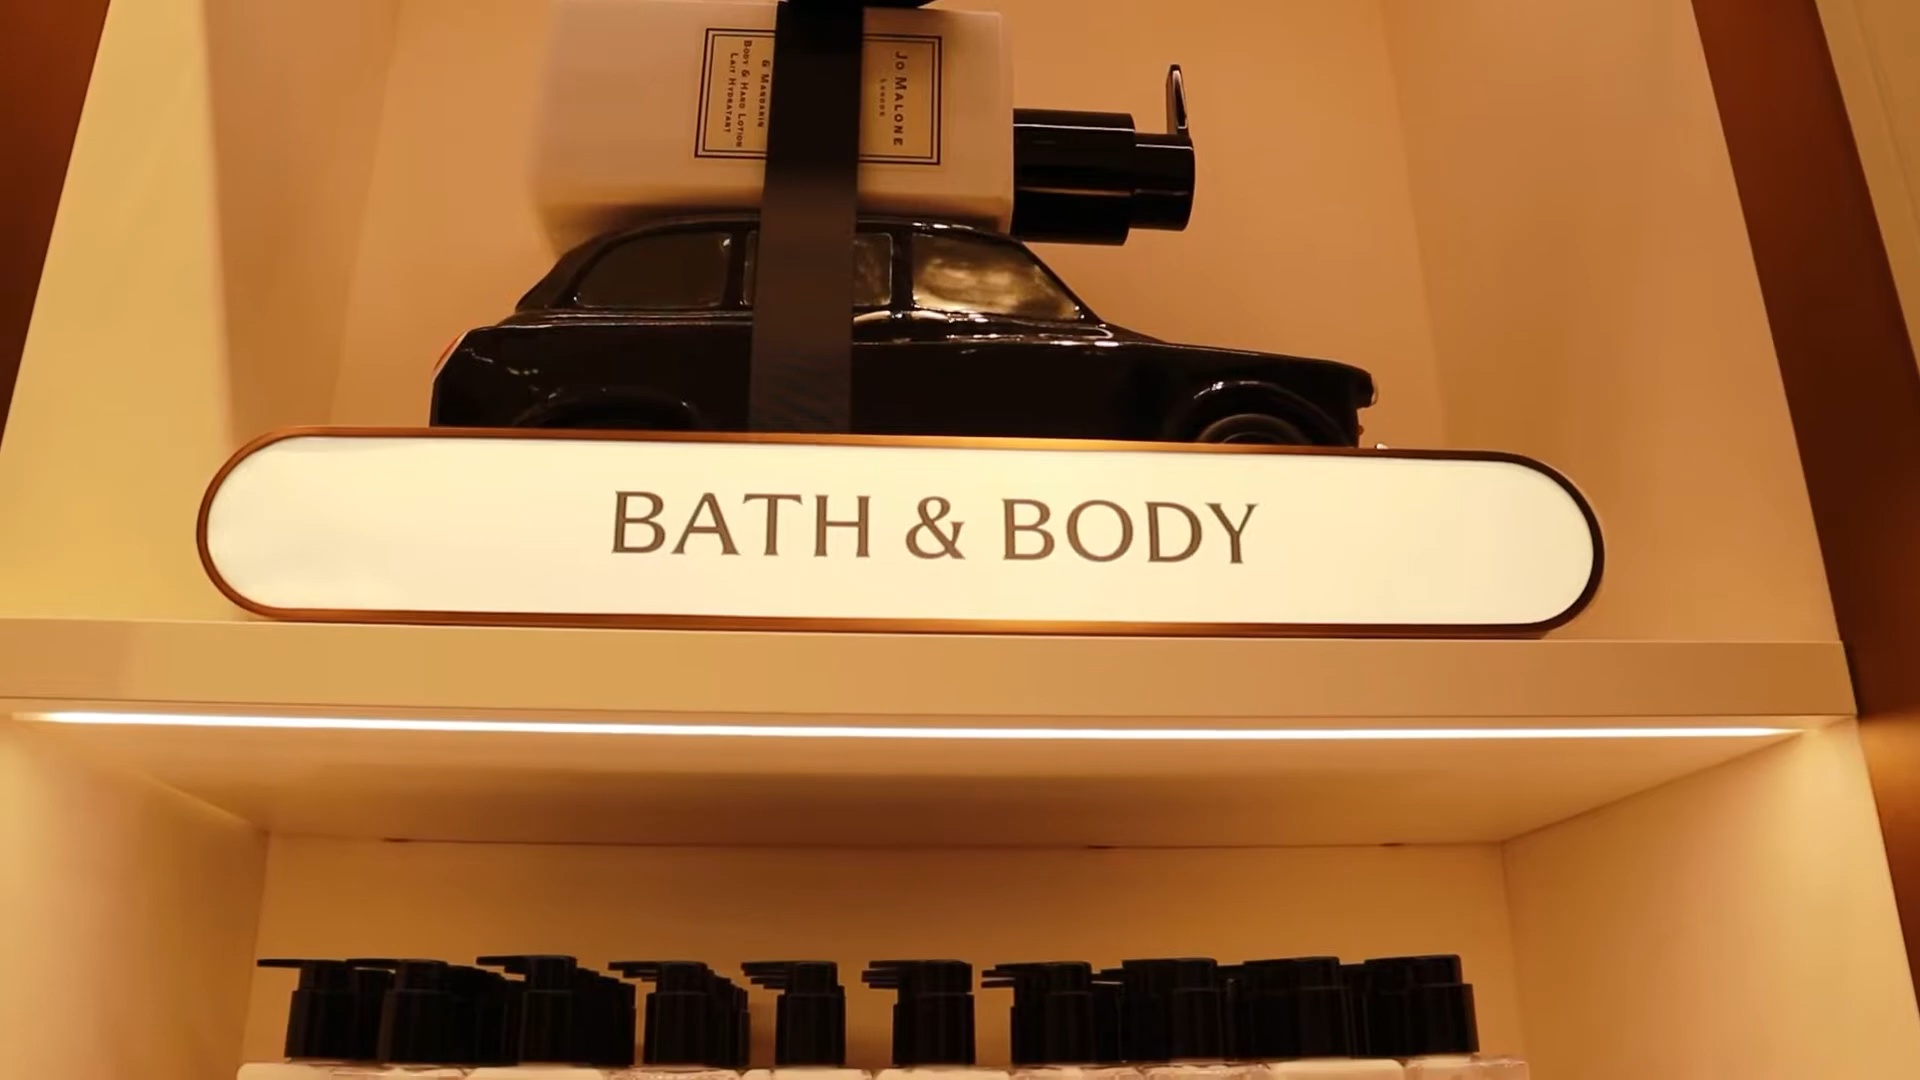 JO MALONE
LONDON
& MANDARIN
BODY & HAND LOTION
LAIT HYDRATANT
BATH & BODY